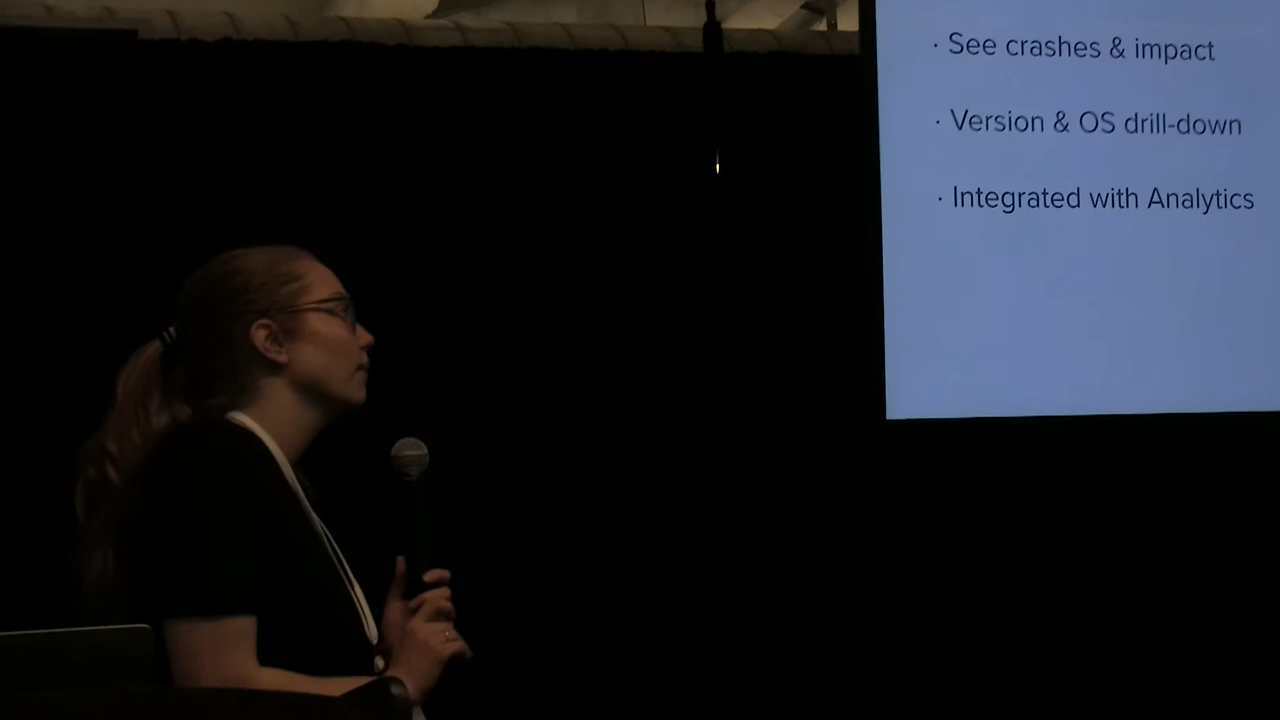 · See crashes & impact
· Version & OS drill-down
· Integrated with Analytics